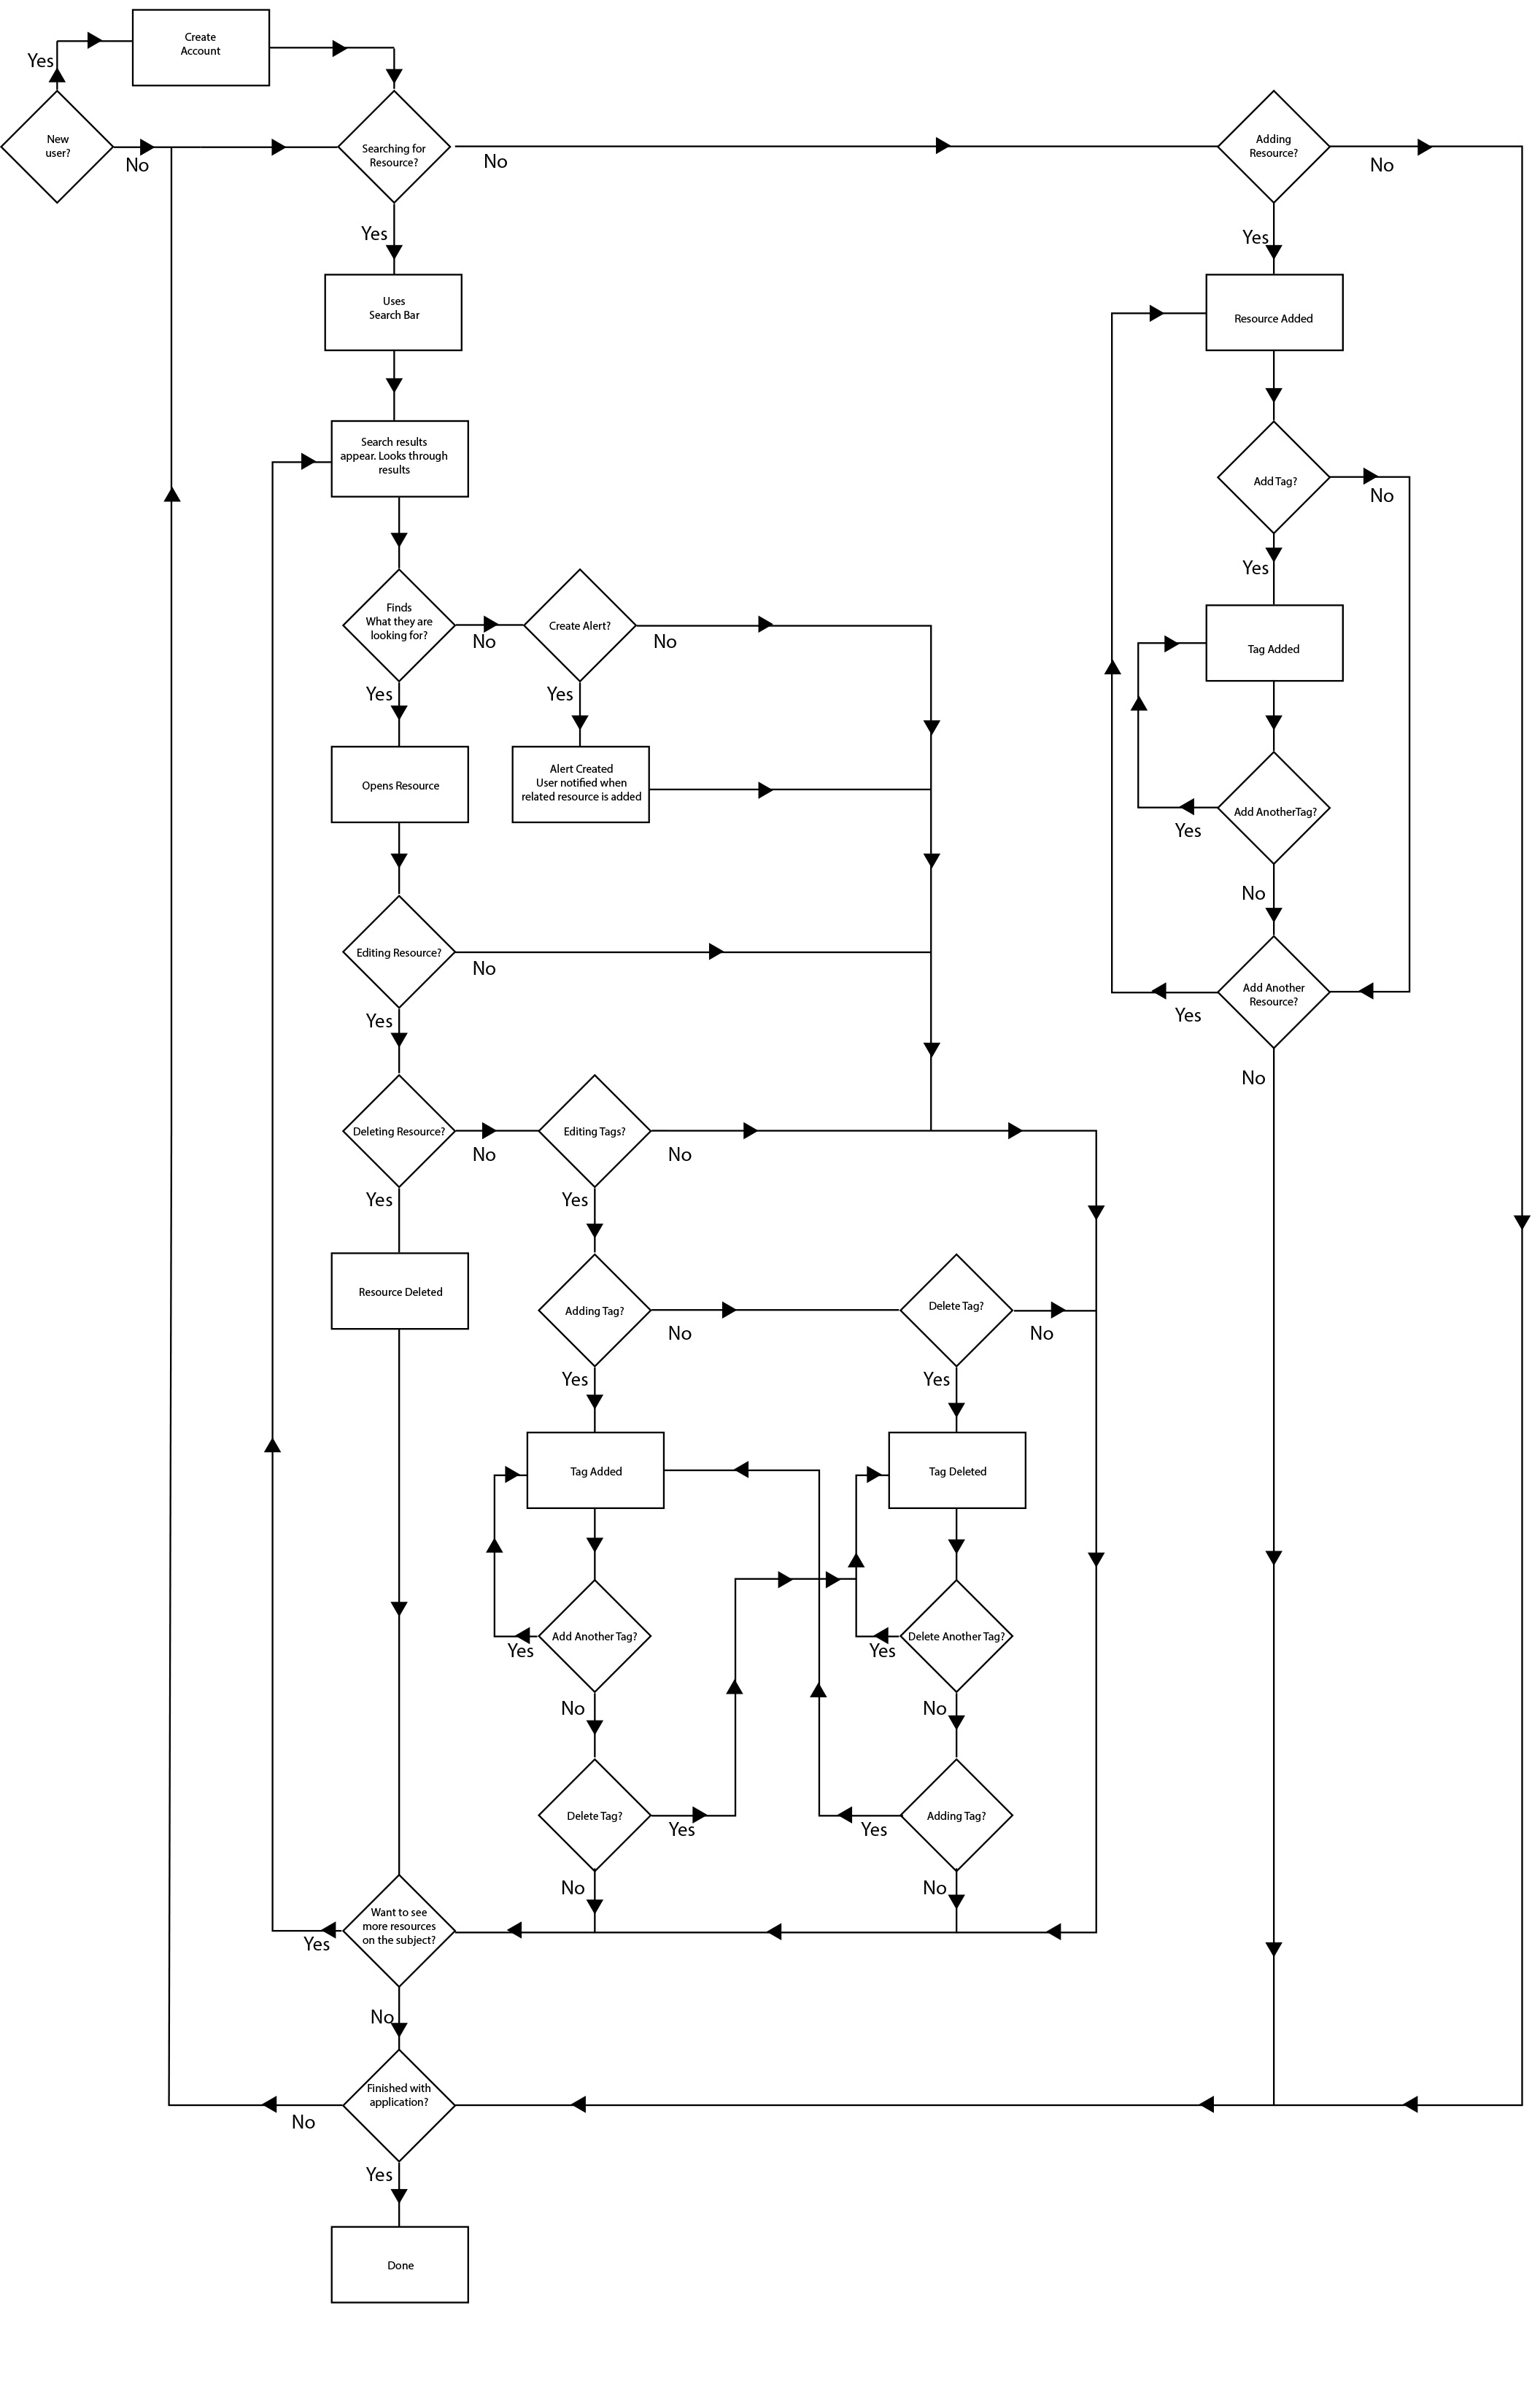 Create
Account
Yes
New
user?
No
Searching for
Resource?
No
Adding
Resource?
No
Yes
Yes
Uses
Search Bar
Resource Added
Search results
appear. Looks through
results
Add Tag?
No
Yes
Finds
What they are
looking for?
No
Create Alert?
No
Tag Added
Yes
Yes
Opens Resource
Alert Created
User notified when
related resource is added
Add AnotherTag?
Yes
No
Editing Resource?
No
Add Another
Resource?
Yes
Yes
No
Deleting Resource?
No
Editing Tags?
No
Yes
Yes
Resource Deleted
Adding Tag?
No
Delete Tag?
No
Yes
Yes
Tag Added
Tag Deleted
Add Another Tag?
Yes
Delete Another Tag?
Yes
No
No
Delete Tag?
Yes
Adding Tag?
Yes
No
No
Want to see
more resources
on the subject?
Yes
No
Finished with
application?
No
Yes
Done